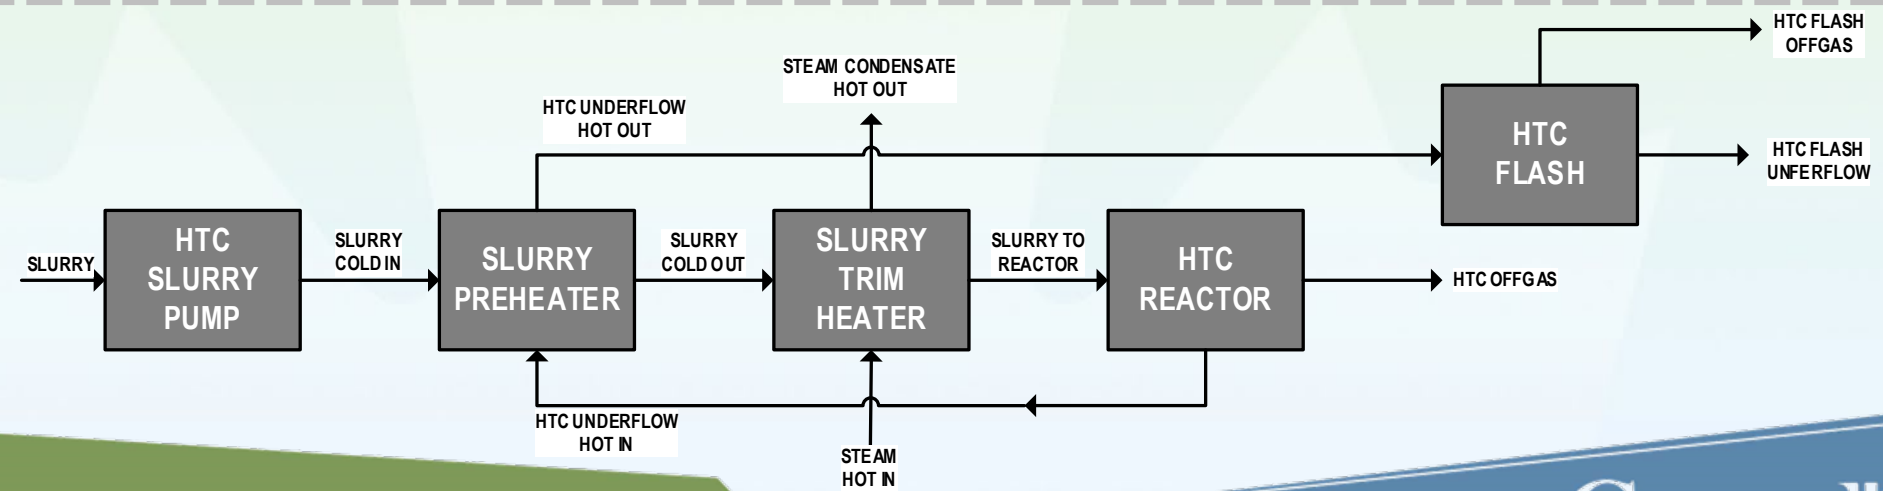 HTC FLASH
OFFGAS
STEAM CONDENSATE
HOT OUT
HTC UNDERFLOW
HOT OUT
HTC
FLASH
HTC FLASH
UNFERFLOW
SLURRY
HTC
SLURRY
PUMP
SLURRY
COLD IN
SLURRY
PREHEATER
SLURRY
COLD OUT
SLURRY
TRIM
HEATER
SLURRY TO
REACTOR
HTC
REACTOR
HTC OFFGAS
HTC UNDERFLOW
HOT IN
STEAM
HOT IN